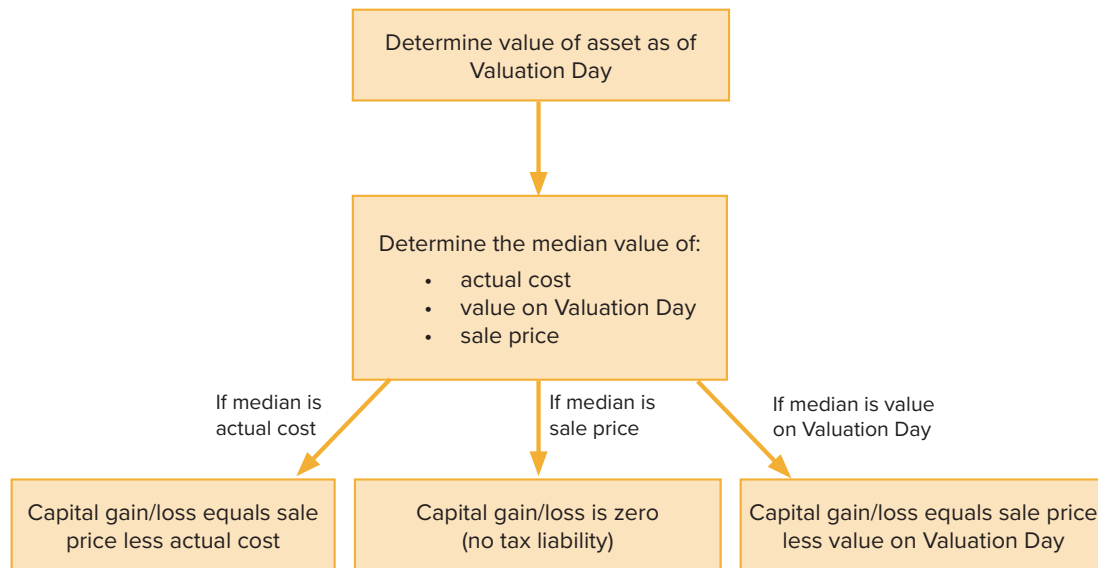 Determine value of asset as of
Valuation Day
Determine the median value of:
• actual cost
• value on Valuation Day
• sale price
If median is
actual cost
If median is
sale price
If median is value
on Valuation Day
Capital gain/loss equals sale
price less actual cost
Capital gain/loss is zero
(no tax liability)
Capital gain/loss equals sale price
less value on Valuation Day